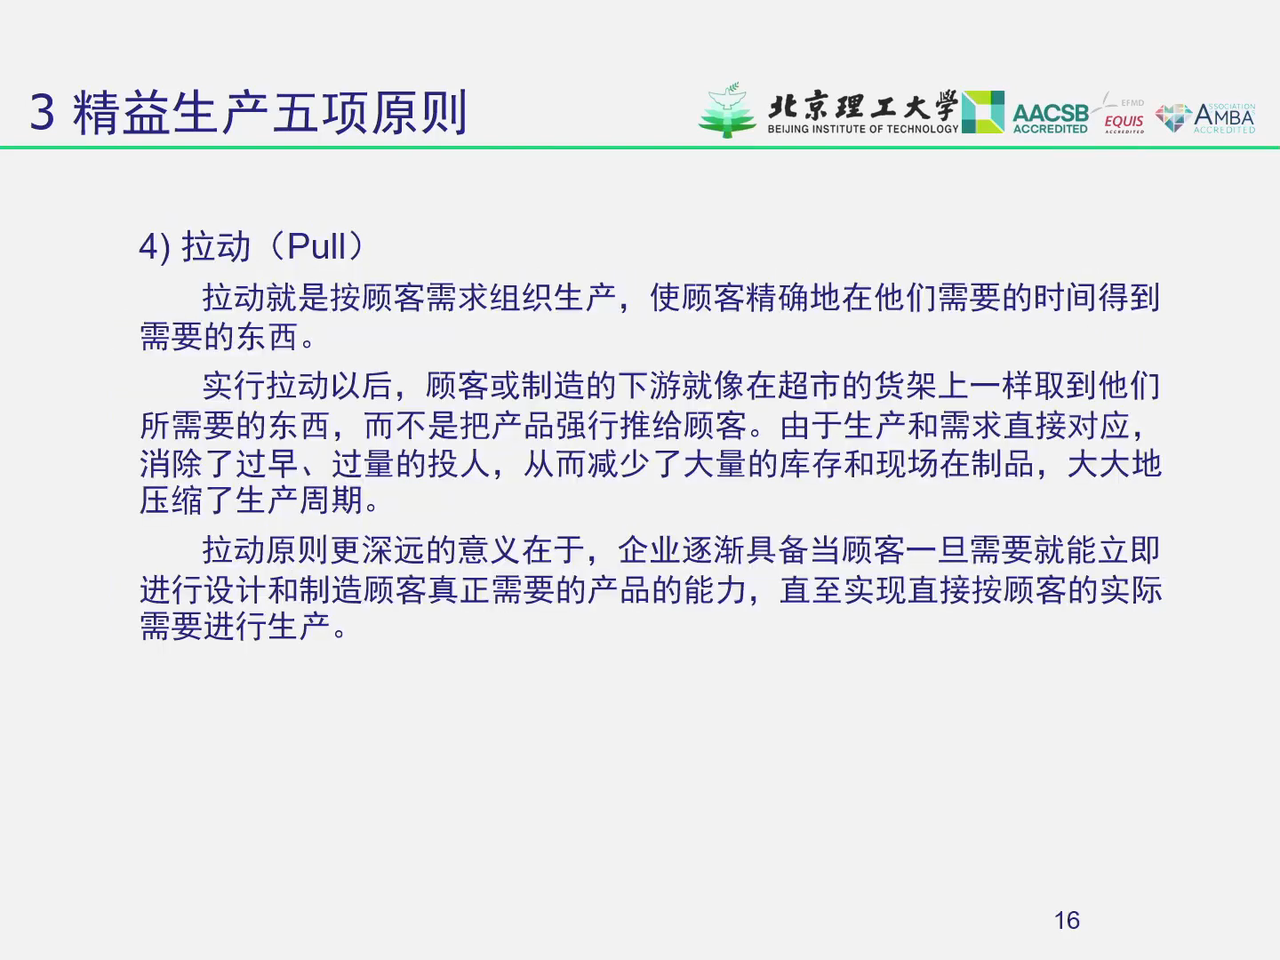 3 精益生产五项原则
北京理工大学
BEIJING INSTITUTE OF TECHNOLOGY
AACSB
ACCREDITED
EFMD
EQUIS
ACCREDITED
ASSOCIATION
AMBA
ACCREDITED
4) 拉动（Pull）
拉动就是按顾客需求组织生产，使顾客精确地在他们需要的时间得到
需要的东西。
实行拉动以后，顾客或制造的下游就像在超市的货架上一样取到他们
所需要的东西，而不是把产品强行推给顾客。由于生产和需求直接对应，
消除了过早、过量的投人，从而减少了大量的库存和现场在制品，大大地
压缩了生产周期。
拉动原则更深远的意义在于，企业逐渐具备当顾客一旦需要就能立即
进行设计和制造顾客真正需要的产品的能力，直至实现直接按顾客的实际
需要进行生产。
16